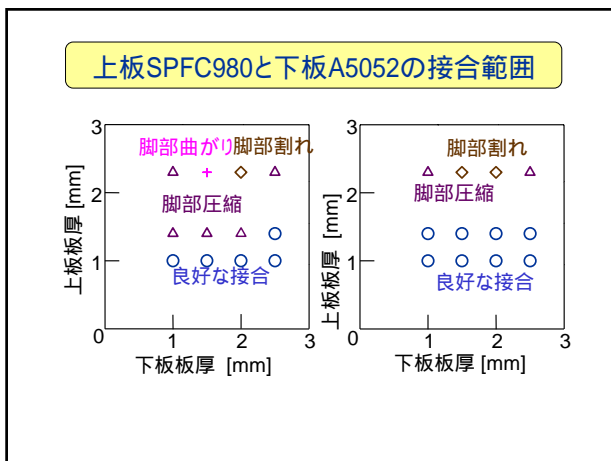 上板SPFC980と下板A5052の接合範囲
3
脚部曲がり 脚部割れ
2
脚部圧縮
1
良好な接合
0
1
2
3
上板板厚 [mm]
下板板厚 [mm]
3
脚部割れ
2
脚部圧縮
1
良好な接合
0
1
2
3
上板板厚 [mm]
下板板厚 [mm]